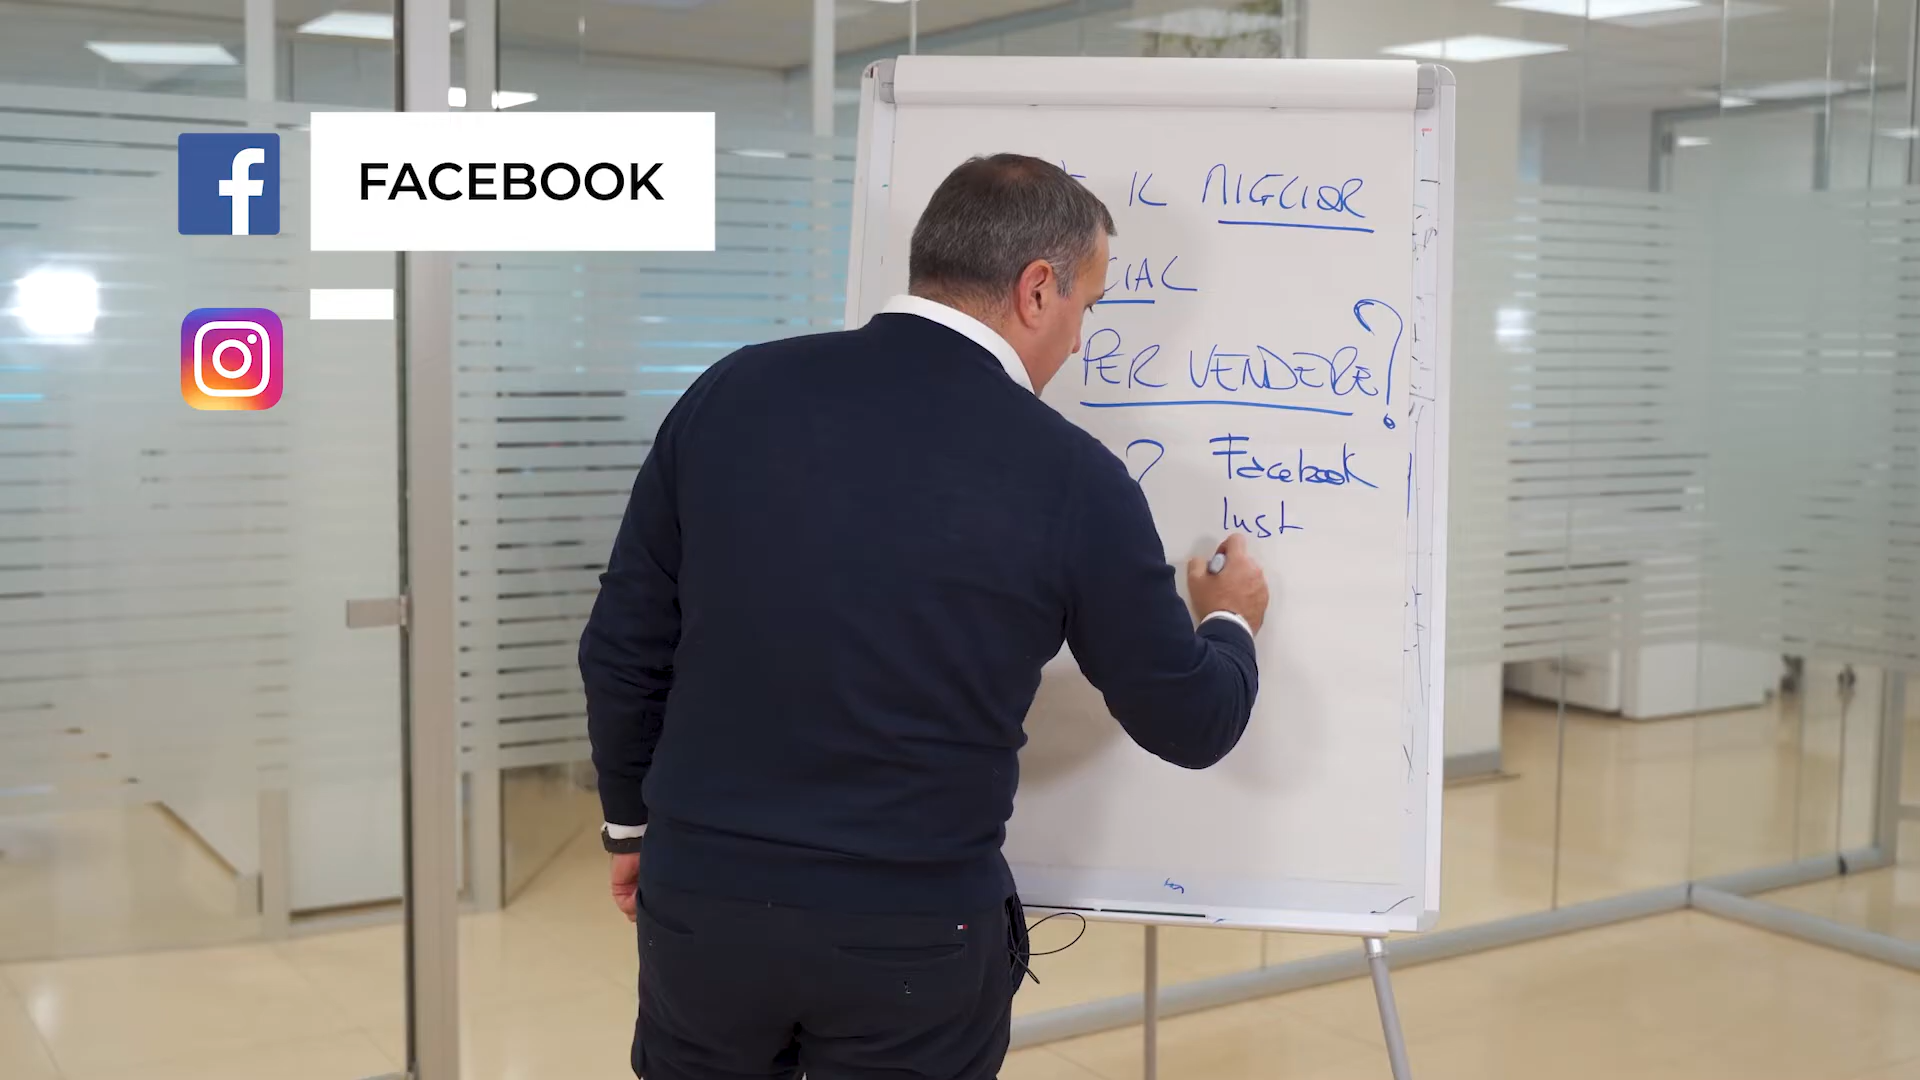 FACEBOOK
IL MIGLIOR
CIAL
PER VENDERE?
?
Facebook
Inst